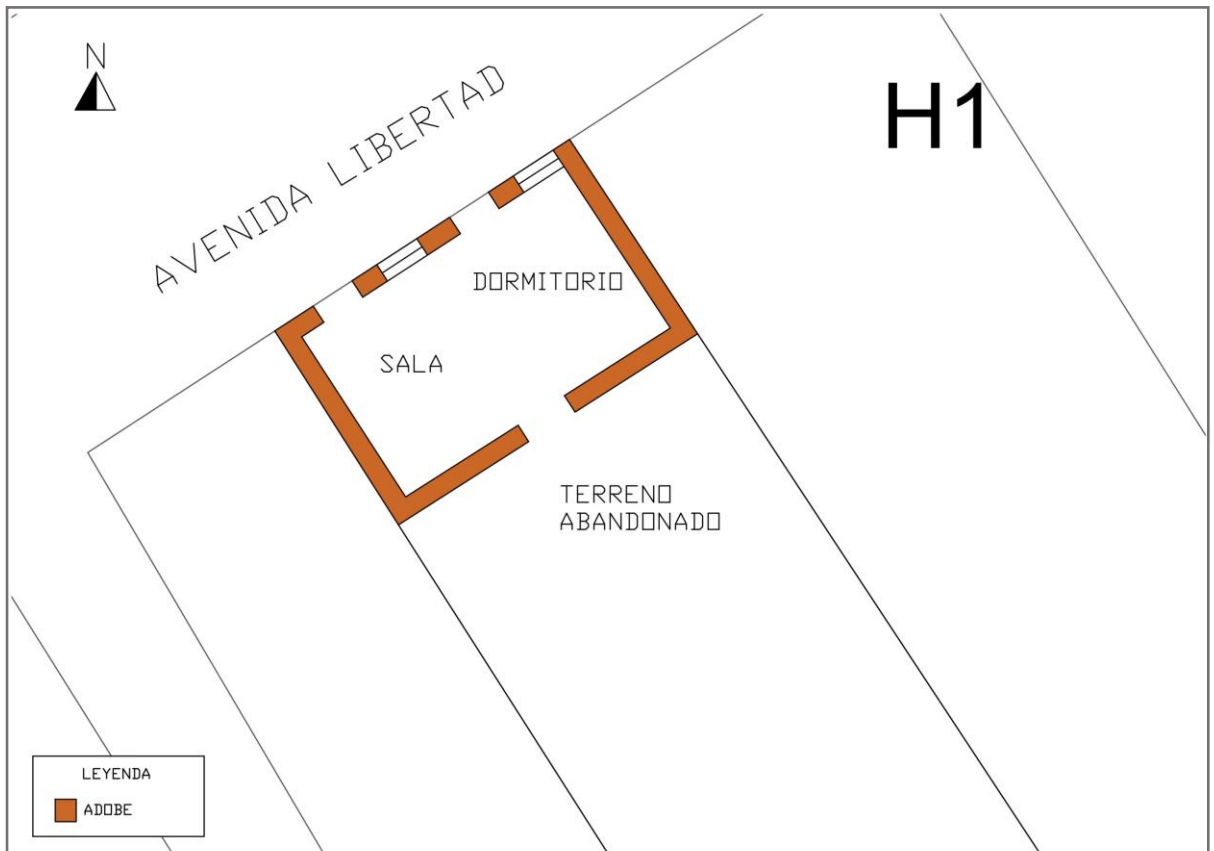 N
AVENIDA LIBERTAD
H1
DORMITORIO
SALA
TERRENO
ABANDONADO
LEYENDA
ADOBE